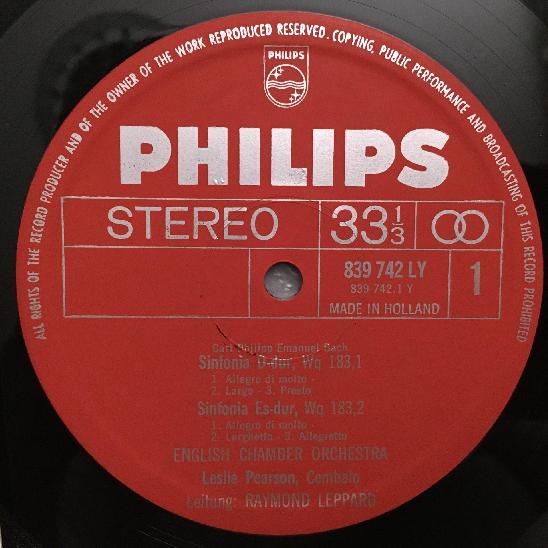 ALL RIGHTS OF THE RECORD PRODUCER AND OF THE OWNER OF THE WORK REPRODUCED RESERVED. COPYING, PUBLIC PERFORMANCE AND BROADCASTING OF THIS RECORD PROHIBITED
PHILIPS
PHILIPS
STEREO 33 1/3
839 742 LY 1
839 742.1 Y
MADE IN HOLLAND
Carl Philipp Emanuel Bach
Sinfonia D-dur, Wq 183,1
1. Allegro di molto -
2. Largo - 3. Presto
Sinfonia Es-dur, Wq 183,2
1. Allegro di molto -
2. Larghetto - 3. Allegretto
ENGLISH CHAMBER ORCHESTRA
Leslie Pearson, Cembalo
Leitung: RAYMOND LEPPARD